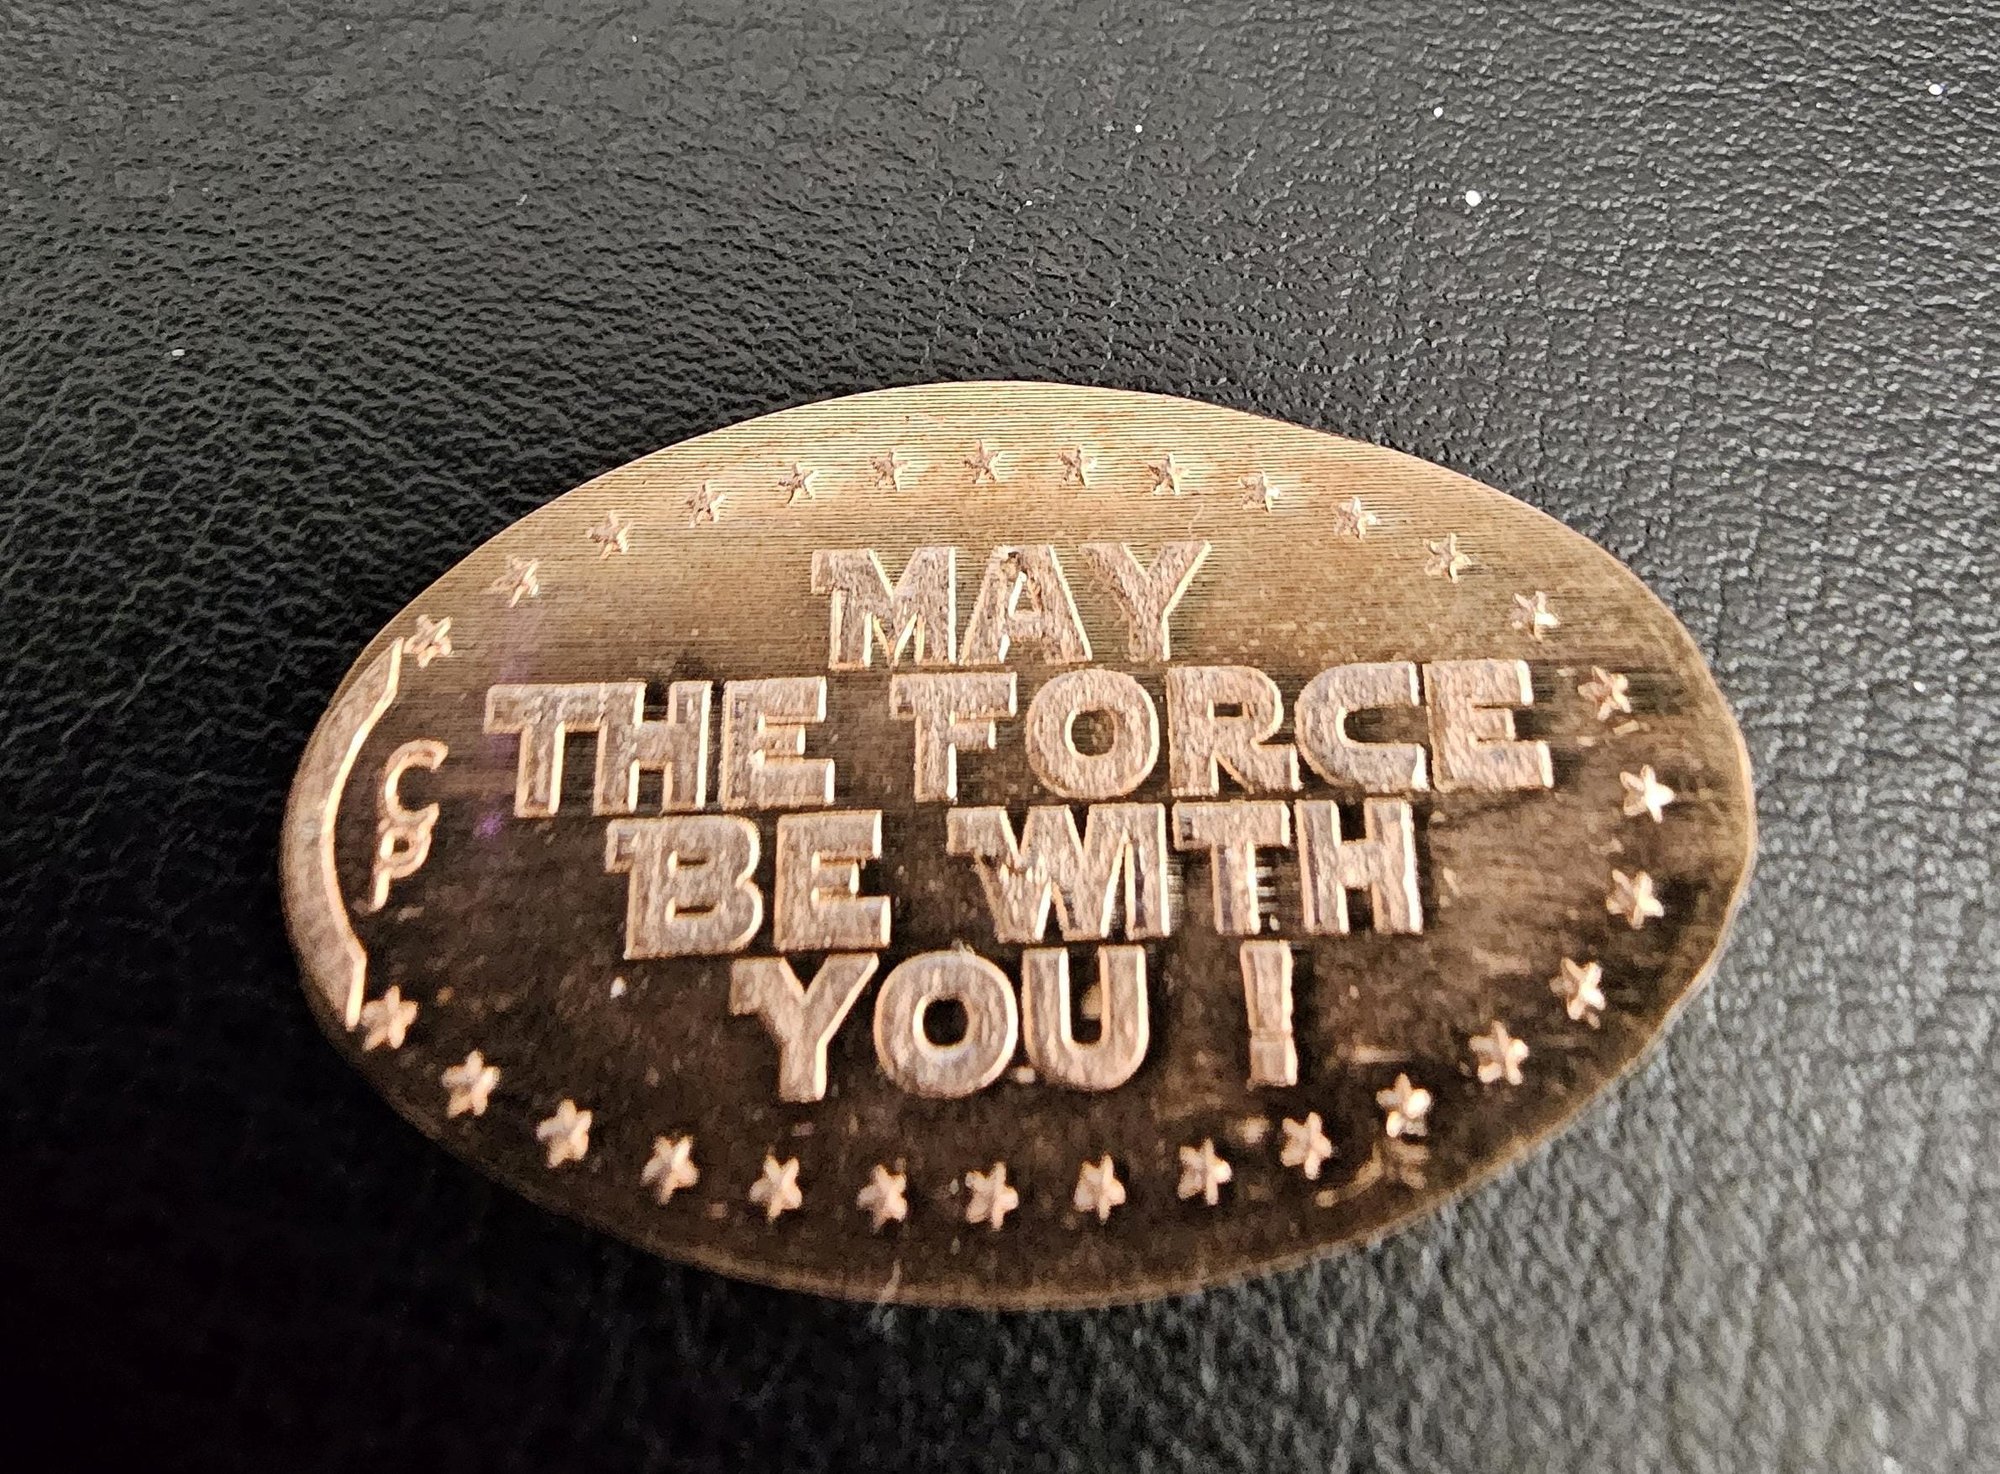 MAY
THE FORCE
BE WITH
YOU !